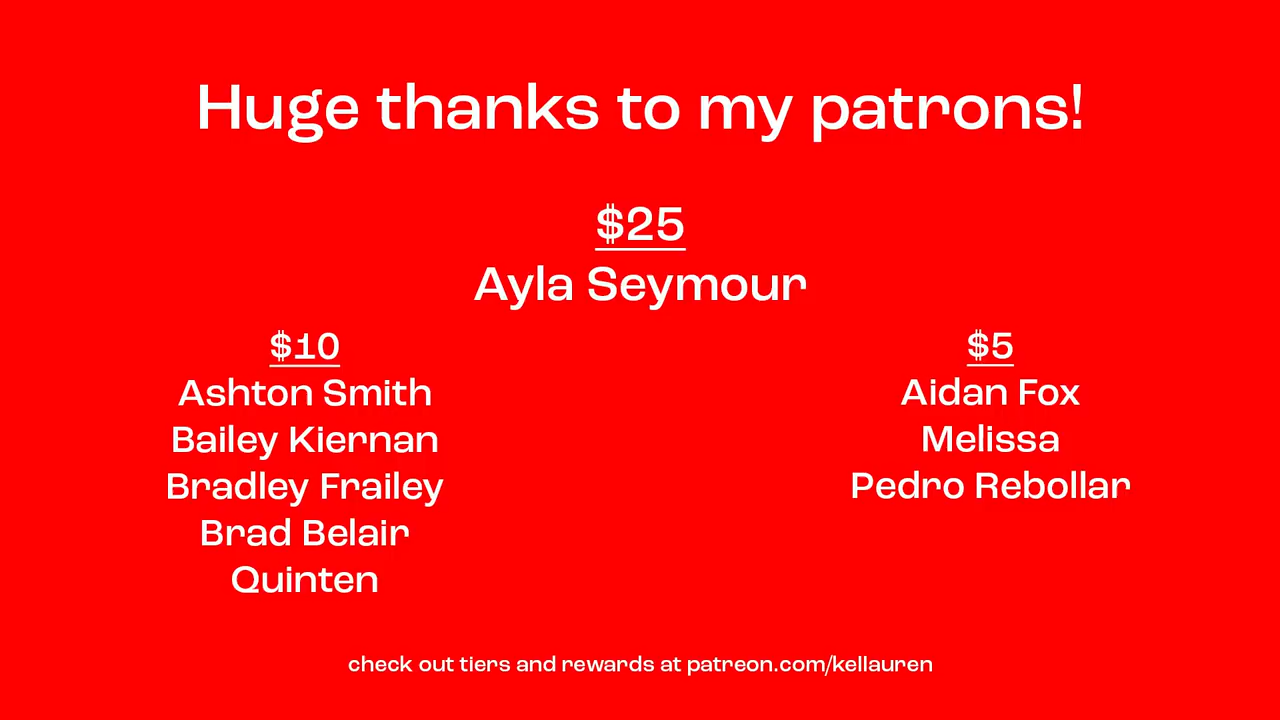 Huge thanks to my patrons!
$25
Ayla Seymour
$10
Ashton Smith
Bailey Kiernan
Bradley Frailey
Brad Belair
Quinten
$5
Aidan Fox
Melissa
Pedro Rebollar
check out tiers and rewards at patreon.com/kellauren